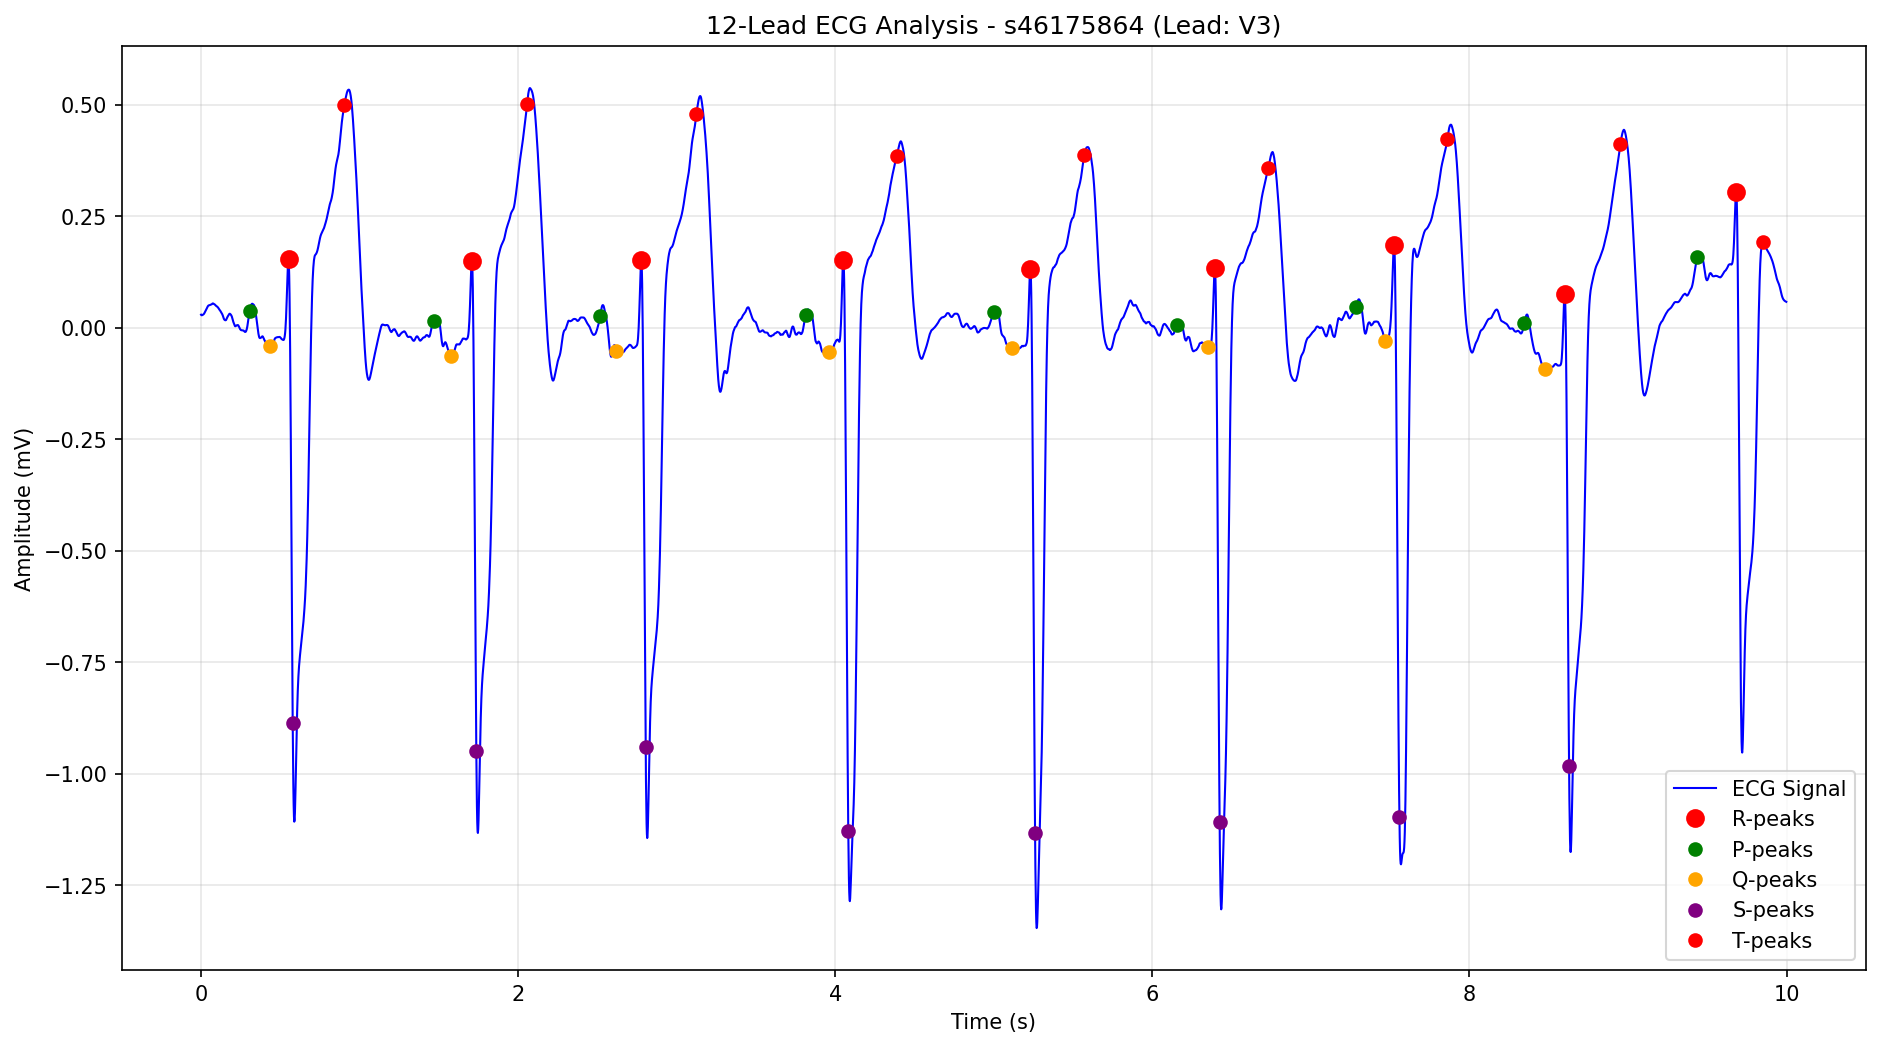 12-Lead ECG Analysis - s46175864 (Lead: V3)
Amplitude (mV)
0.50
0.25
0.00
−0.25
−0.50
−0.75
−1.00
−1.25
ECG Signal
R-peaks
P-peaks
Q-peaks
S-peaks
T-peaks
0 2 4 6 8 10
Time (s)